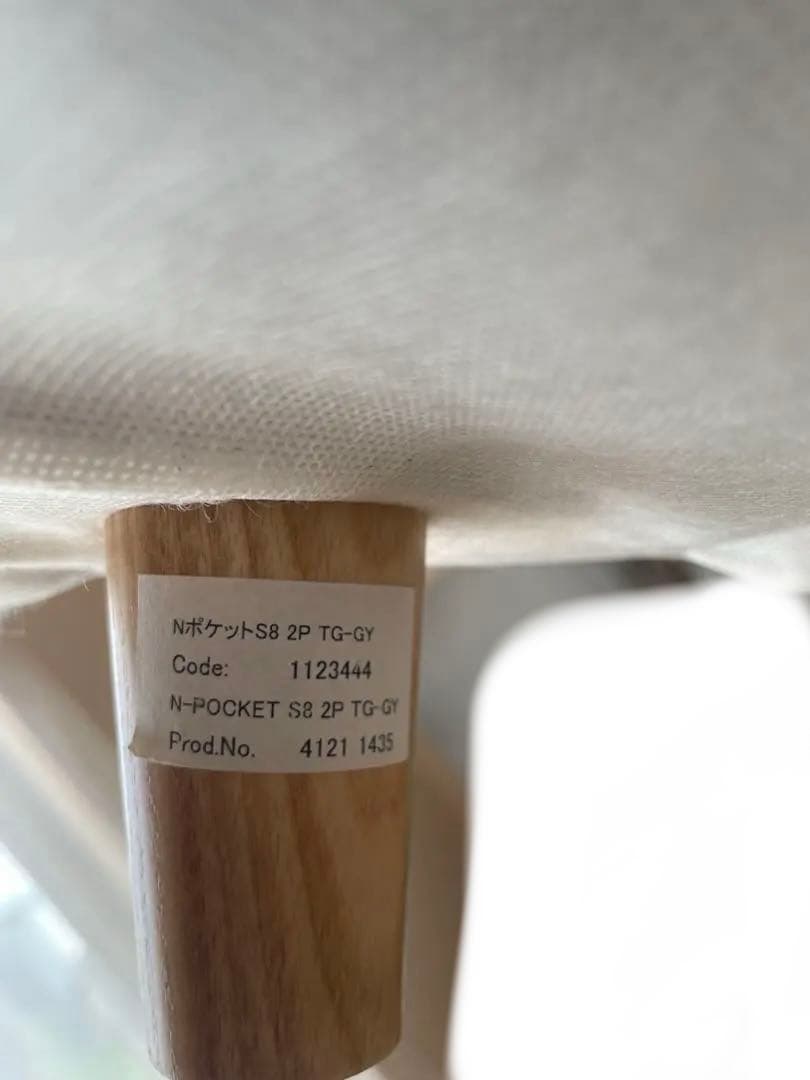 NポケットS8 2P TG-GY
Code: 1123444
N-POCKET S8 2P TG-GY
Prod.No. 4121 1435